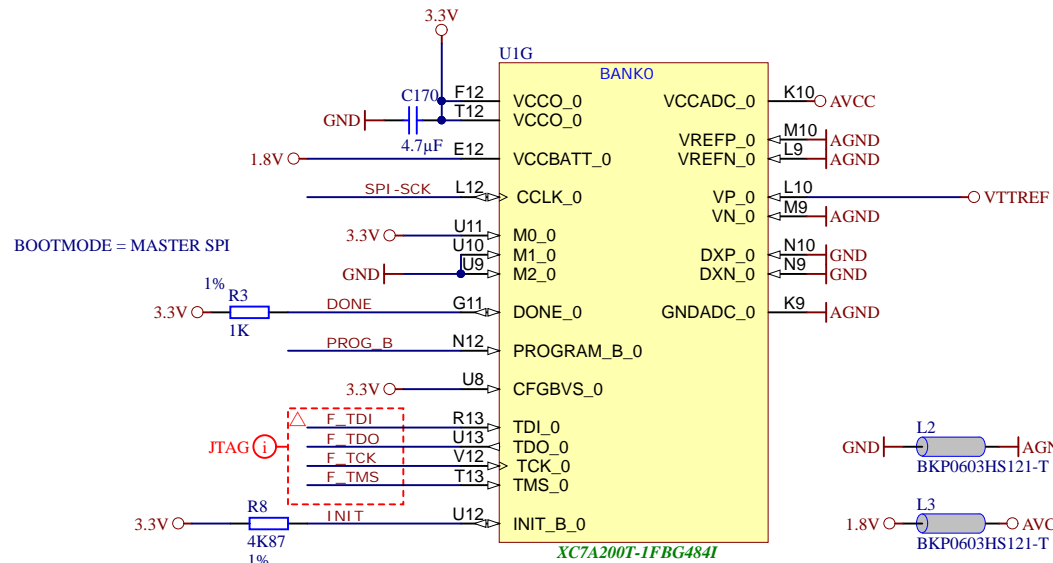 3.3V
U1G
BANK0
C170
GND
4.7µF
F12
VCCO_0
T12
VCCO_0
1.8V
E12
VCCBATT_0
SPI-SCK
L12
CCLK_0
BOOTMODE = MASTER SPI
3.3V
U11
M0_0
U10
M1_0
GND
U9
M2_0
1%
R3
3.3V
1K
DONE
G11
DONE_0
PROG_B
N12
PROGRAM_B_0
3.3V
U8
CFGBVS_0
JTAG
i
F_TDI
R13
TDI_0
F_TDO
U13
TDO_0
F_TCK
V12
TCK_0
F_TMS
T13
TMS_0
R8
3.3V
4K87
1%
INIT
U12
INIT_B_0
VCCADC_0
K10
AVCC
VREFP_0
M10
AGND
VREFN_0
L9
AGND
VP_0
L10
VTTREF
VN_0
M9
AGND
DXP_0
N10
GND
DXN_0
N9
GND
GNDADC_0
K9
AGND
XC7A200T-1FBG484I
L2
GND
AGN
BKP0603HS121-T
L3
1.8V
AVC
BKP0603HS121-T